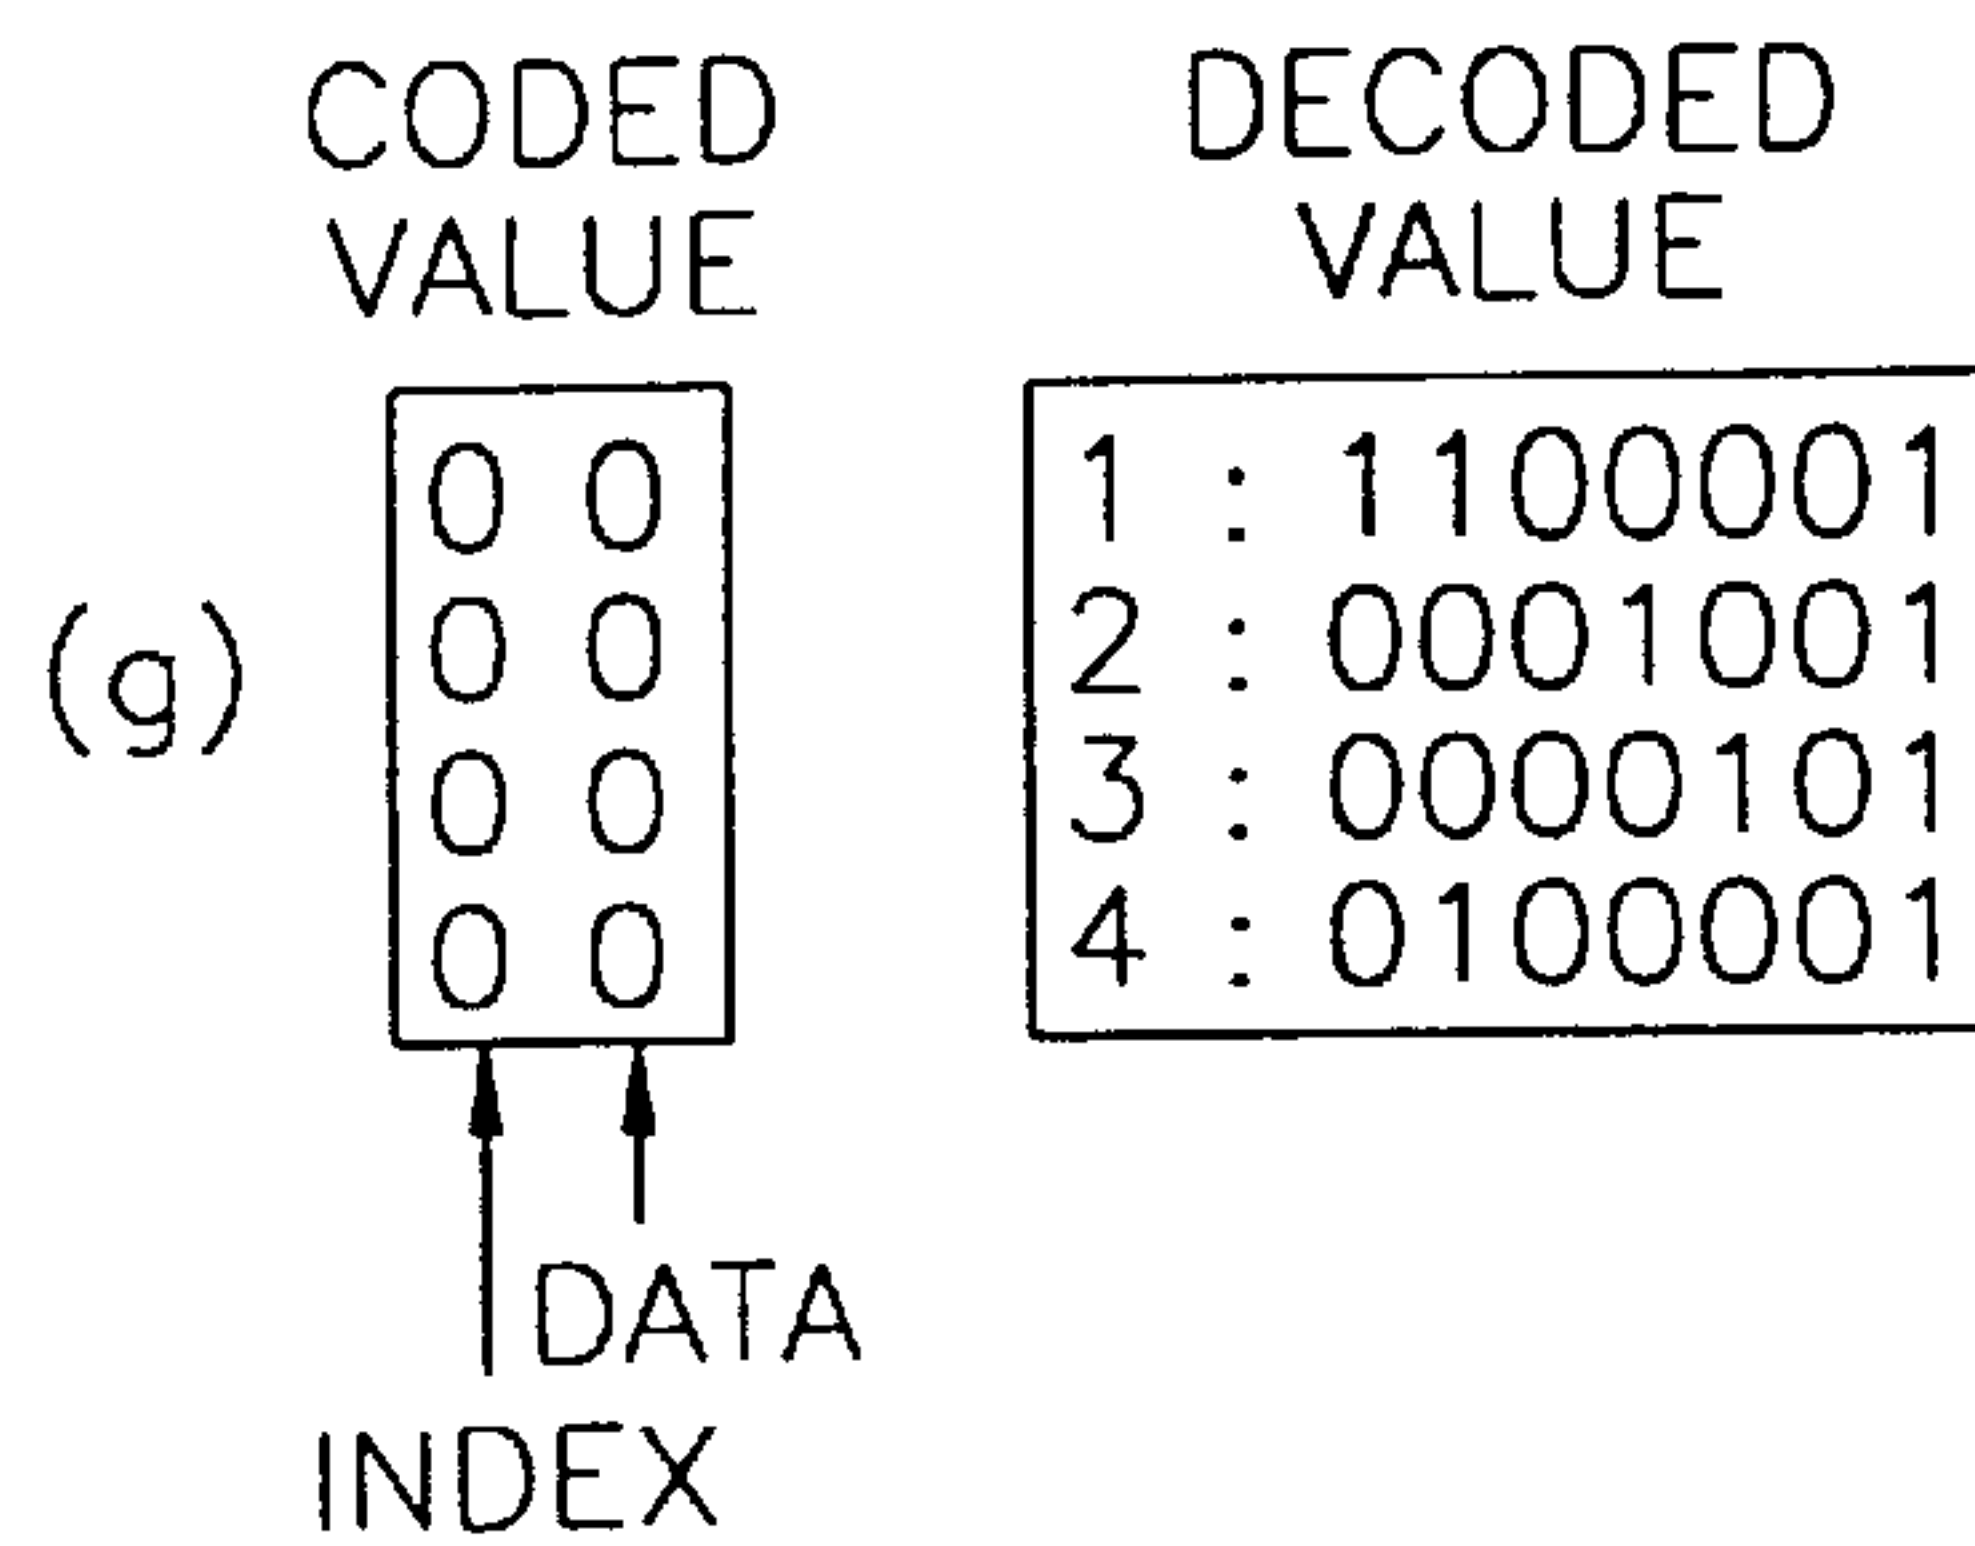 CODED
VALUE
DECODED
VALUE
(g)
0 0
0 0
0 0
0 0
1 : 1100001
2 : 0001001
3 : 0000101
4 : 0100001
DATA
INDEX